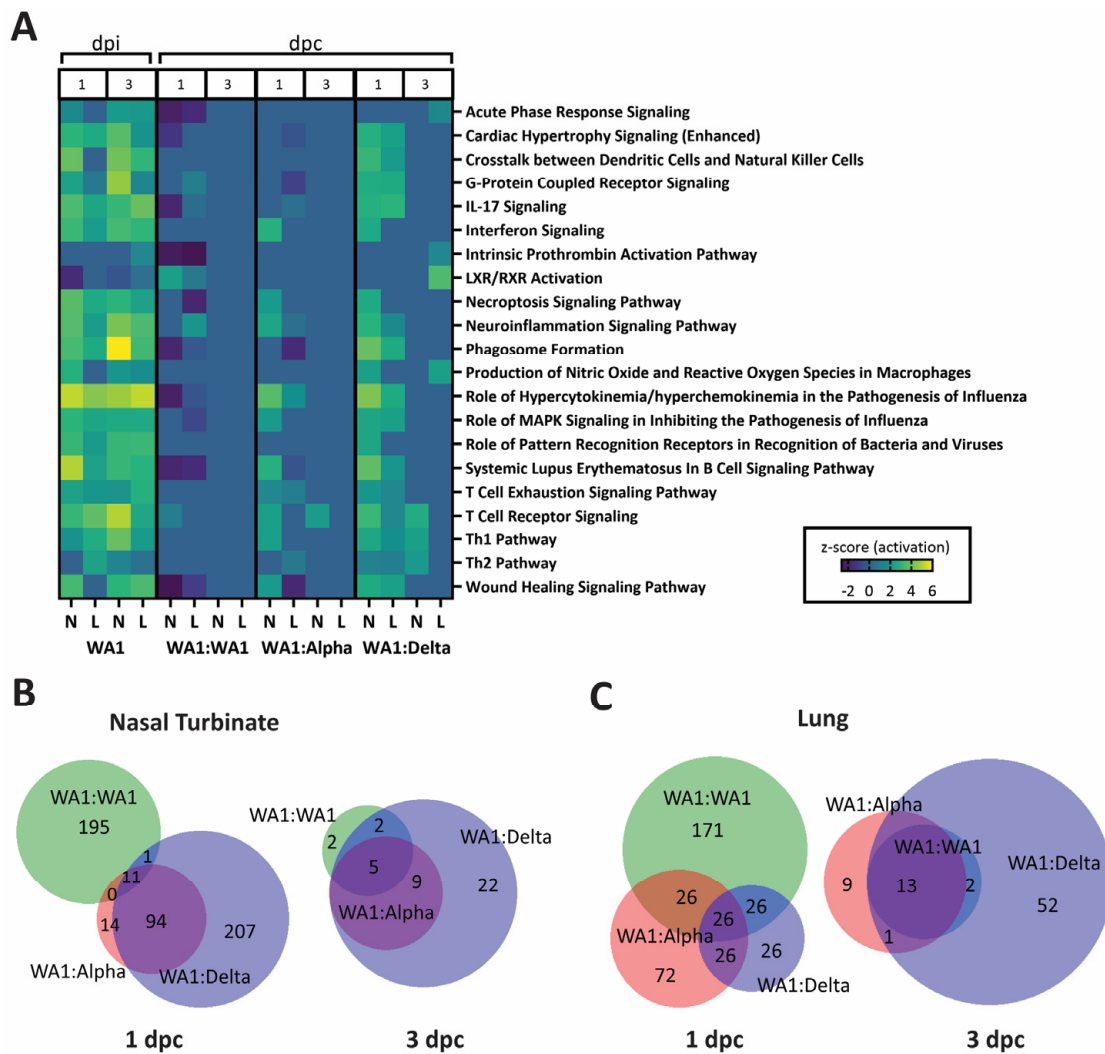 A
dpi dpc
1 3 1 3 1 3 1 3
Acute Phase Response Signaling
Cardiac Hypertrophy Signaling (Enhanced)
Crosstalk between Dendritic Cells and Natural Killer Cells
G-Protein Coupled Receptor Signaling
IL-17 Signaling
Interferon Signaling
Intrinsic Prothrombin Activation Pathway
LXR/RXR Activation
Necroptosis Signaling Pathway
Neuroinflammation Signaling Pathway
Phagosome Formation
Production of Nitric Oxide and Reactive Oxygen Species in Macrophages
Role of Hypercytokinemia/hyperchemokinemia in the Pathogenesis of Influenza
Role of MAPK Signaling in Inhibiting the Pathogenesis of Influenza
Role of Pattern Recognition Receptors in Recognition of Bacteria and Viruses
Systemic Lupus Erythematosus In B Cell Signaling Pathway
T Cell Exhaustion Signaling Pathway
T Cell Receptor Signaling
Th1 Pathway
Th2 Pathway
Wound Healing Signaling Pathway
z-score (activation)
-2 0 2 4 6
N L N L N L N L N L N L N L N L
WA1 WA1:WA1 WA1:Alpha WA1:Delta
B
Nasal Turbinate
WA1:WA1
195
1
11
0
14
94
207
WA1:Alpha
WA1:Delta
1 dpc
WA1:WA1
2
2
WA1:Delta
5
9
22
WA1:Alpha
3 dpc
C
Lung
WA1:WA1
171
26
26
26
WA1:Alpha
26
26
72
WA1:Delta
1 dpc
WA1:Alpha
WA1:WA1
WA1:Delta
9
13
2
52
1
3 dpc